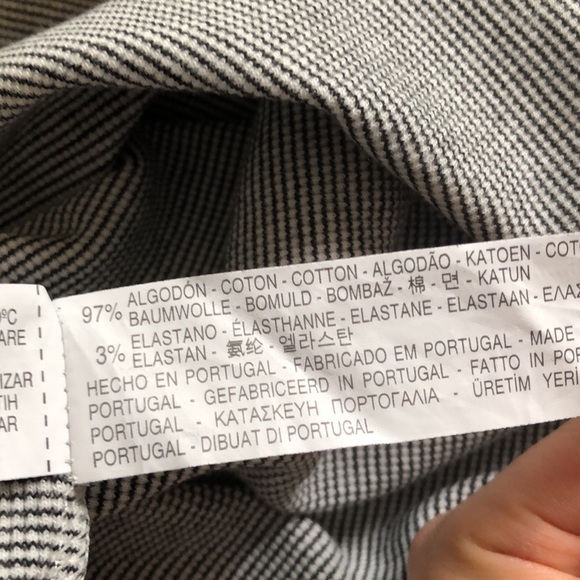 97% ALGODÓN - COTON - COTTON - ALGODÃO - KATOEN -
BAUMWOLLE - BOMULD - BOMBAŽ - 棉 - 면 - KATUN
3% ELASTANO - ÉLASTHANNE - ELASTANE - ELASTAAN -
ELASTAN - 氨纶 - 엘라스탄
HECHO EN PORTUGAL - FABRICADO EM PORTUGAL - MADE
PORTUGAL - GEFABRICEERD IN PORTUGAL - FATTO IN
PORTUGAL - ΚΑΤΑΣΚΕΥΗ ΠΟΡΤΟΓΑΛΙΑ - ÜRETİM YERİ
PORTUGAL - DIBUAT DI PORTUGAL